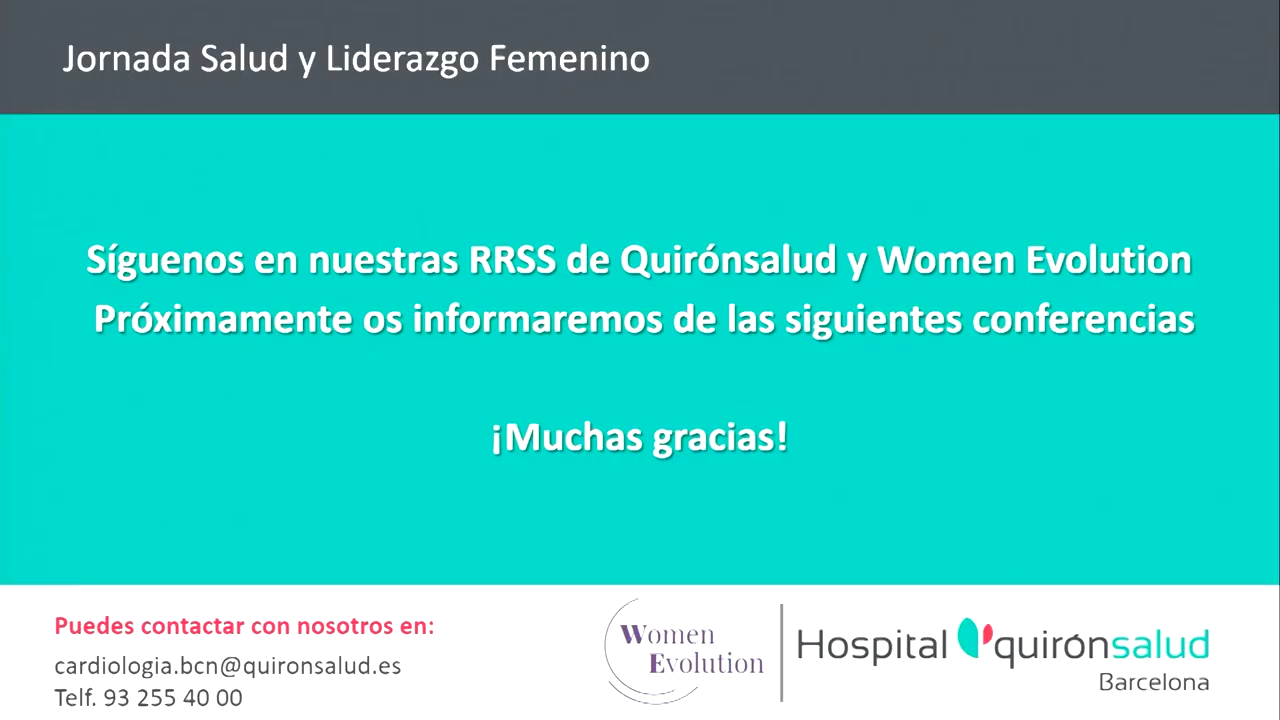 Jornada Salud y Liderazgo Femenino
Síguenos en nuestras RRSS de Quirónsalud y Women Evolution
Próximamente os informaremos de las siguientes conferencias
¡Muchas gracias!
Puedes contactar con nosotros en:
cardiologia.bcn@quironsalud.es
Telf. 93 255 40 00
Women
Evolution
Hospital quirónsalud
Barcelona